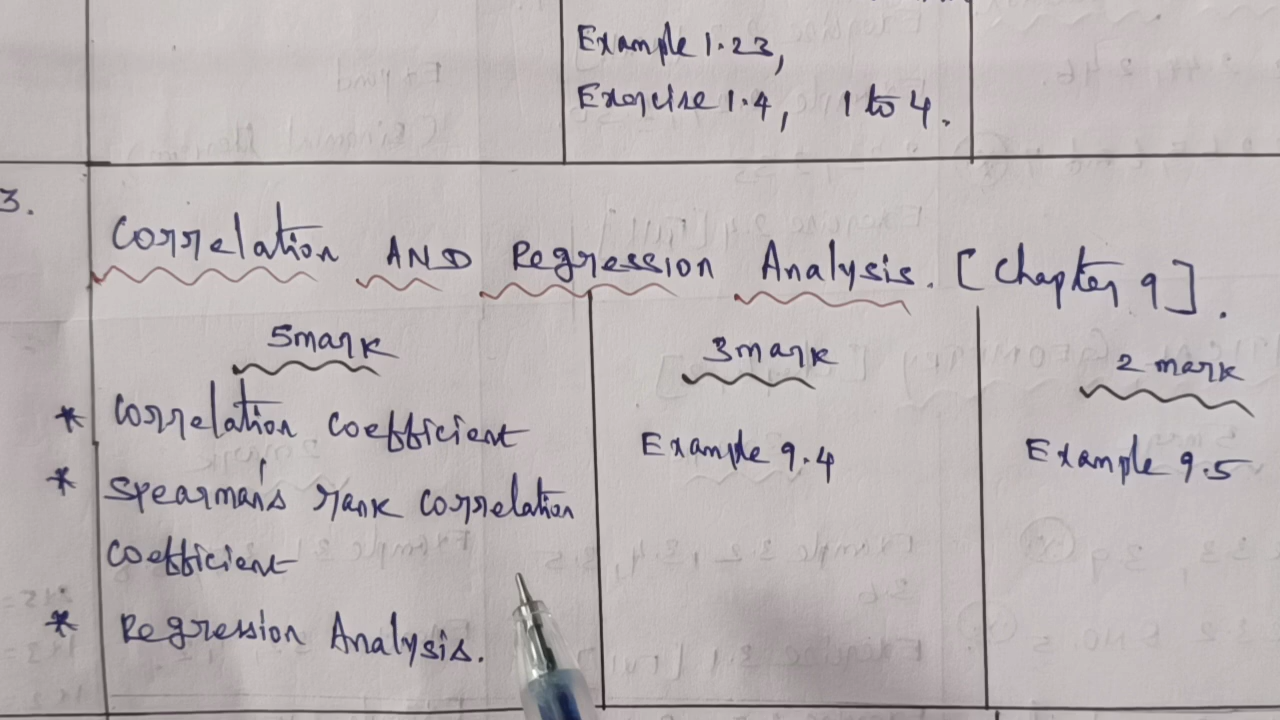 Example 1.23,
Exercise 1.4, 1 to 4.
3.
Correlation AND Regression Analysis. [Chapter 9].
5mark
3mark
2 mark
* Correlation coefficient
Example 9.4
Example 9.5
* Spearman's rank correlation
coefficient
* Regression Analysis.